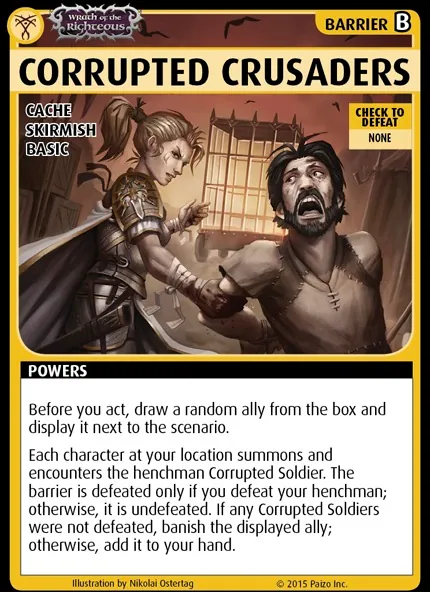 Wrath of the
Righteous
BARRIER B
CORRUPTED CRUSADERS
CACHE
SKIRMISH
BASIC
CHECK TO
DEFEAT
NONE
POWERS
Before you act, draw a random ally from the box and
display it next to the scenario.
Each character at your location summons and
encounters the henchman Corrupted Soldier. The
barrier is defeated only if you defeat your henchman;
otherwise, it is undefeated. If any Corrupted Soldiers
were not defeated, banish the displayed ally;
otherwise, add it to your hand.
Illustration by Nikolai Ostertag
© 2015 Paizo Inc.